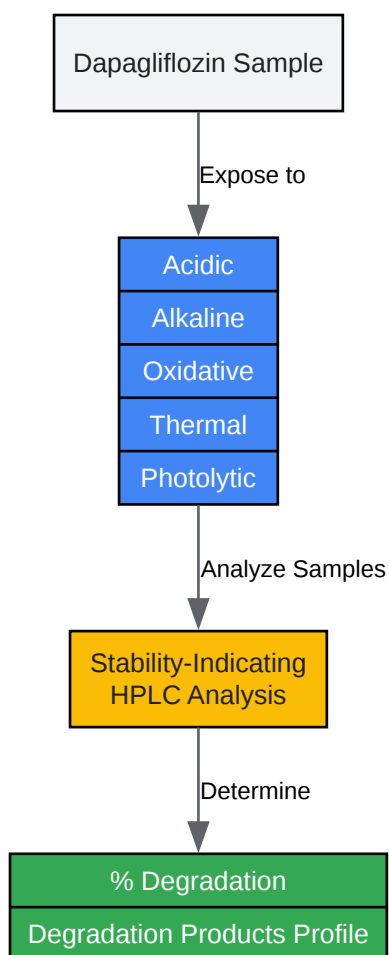 Dapagliflozin Sample
Expose to
Acidic
Alkaline
Oxidative
Thermal
Photolytic
Analyze Samples
Stability-Indicating
HPLC Analysis
Determine
% Degradation
Degradation Products Profile